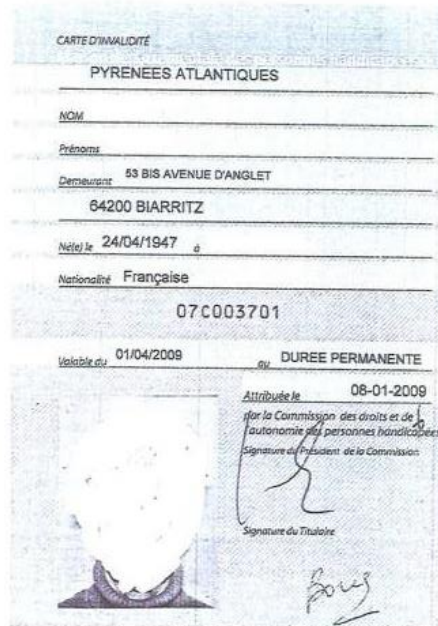 CARTE D'INVALIDITÉ
PYRENEES ATLANTIQUES
NOM
Prénoms
Demeurant 53 BIS AVENUE D'ANGLET
64200 BIARRITZ
Né(e) le 24/04/1947 à
Nationalité Française
07C003701
Valable du 01/04/2009 au DUREE PERMANENTE
Attribuée le 08-01-2009
par la Commission des droits et de l'
autonomie des personnes handicapées
Signature du Président de la Commission
Signature du Titulaire